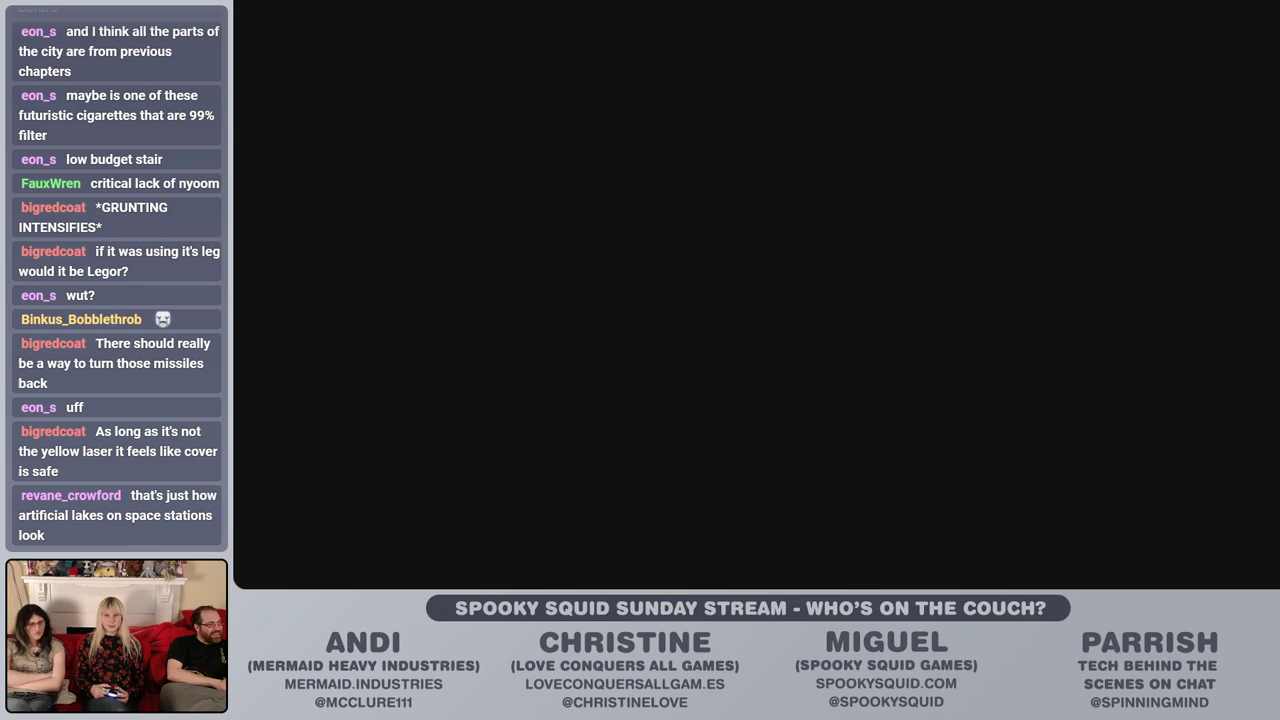 before
eon_s and I think all the parts of
the city are from previous
chapters
eon_s maybe is one of these
futuristic cigarettes that are 99%
filter
eon_s low budget stair
FauxWren critical lack of nyoom
bigredcoat *GRUNTING
INTENSIFIES*
bigredcoat if it was using it's leg
would it be Legor?
eon_s wut?
Binkus_Bobblethrob
bigredcoat There should really
be a way to turn those missiles
back
eon_s uff
bigredcoat As long as it's not
the yellow laser it feels like cover
is safe
revane_crowford that's just how
artificial lakes on space stations
look
SPOOKY SQUID SUNDAY STREAM - WHO'S ON THE COUCH?
ANDI
(MERMAID HEAVY INDUSTRIES)
MERMAID.INDUSTRIES
@MCCLURE111
CHRISTINE
(LOVE CONQUERS ALL GAMES)
LOVECONQUERSALLGAM.ES
@CHRISTINELOVE
MIGUEL
(SPOOKY SQUID GAMES)
SPOOKYSQUID.COM
@SPOOKYSQUID
PARRISH
TECH BEHIND THE
SCENES ON CHAT
@SPINNINGMIND